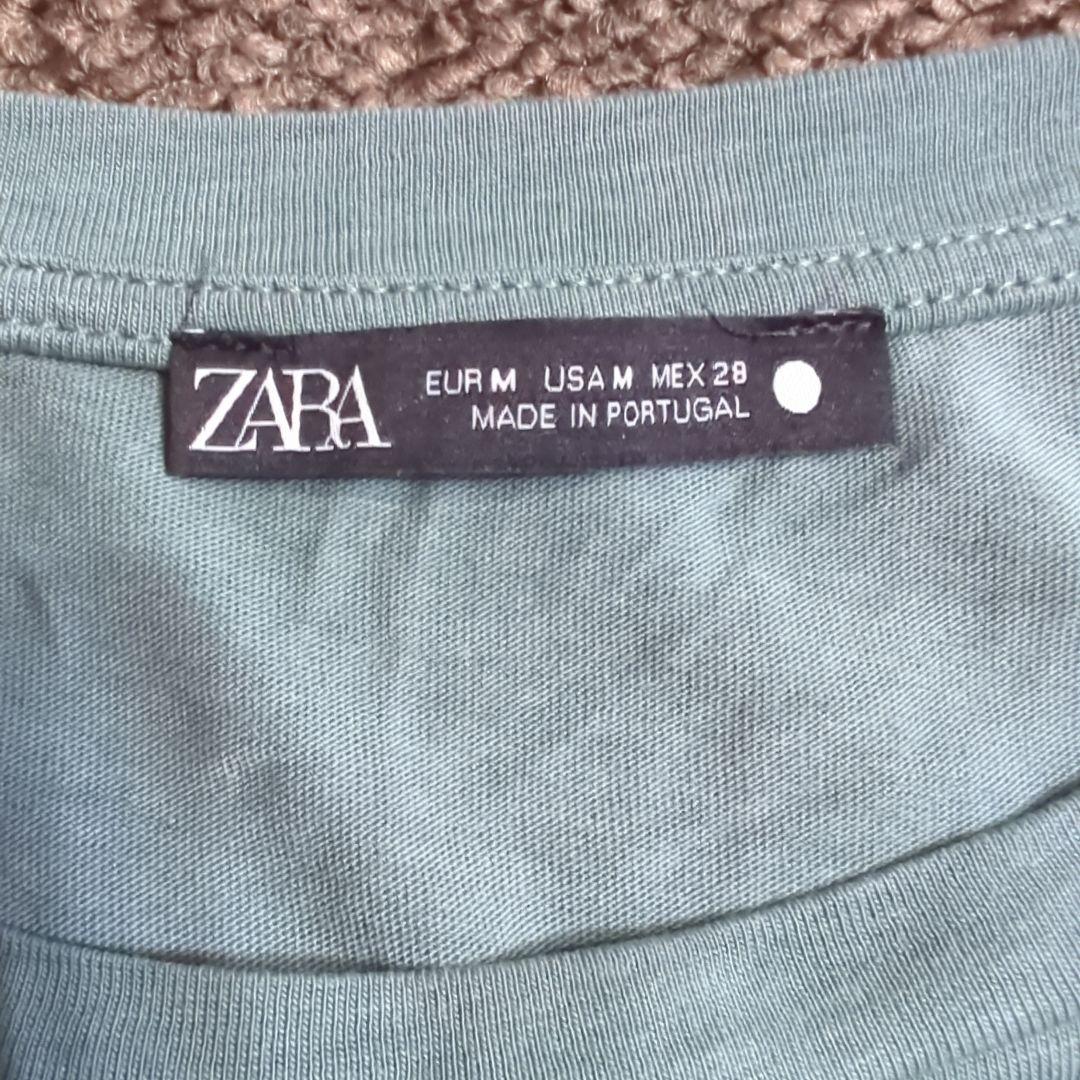 ZARA
EUR M USA M MEX 28
MADE IN PORTUGAL